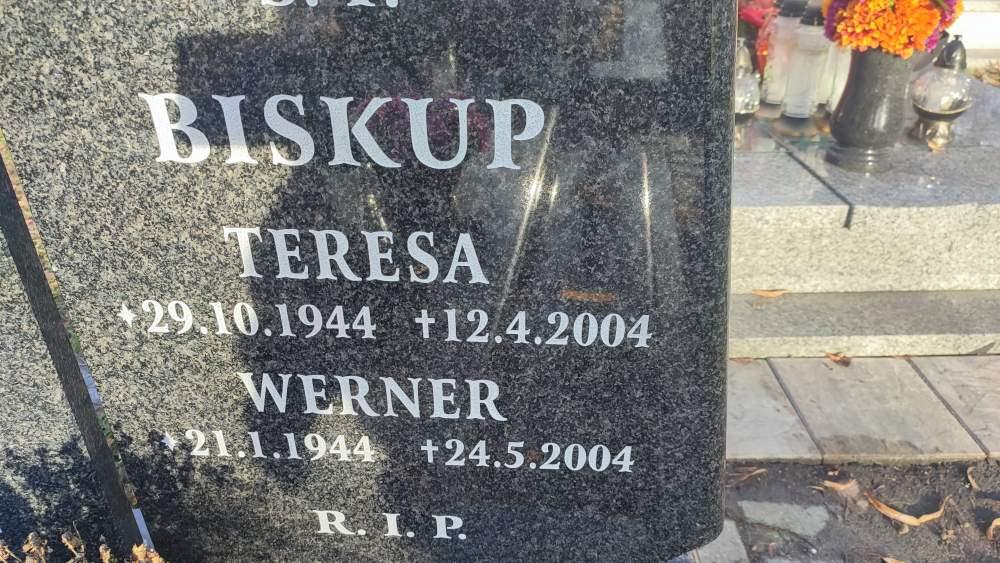 Ś. P.
BISKUP
TERESA
*29.10.1944 †12.4.2004
WERNER
*21.1.1944 †24.5.2004
R. I. P.